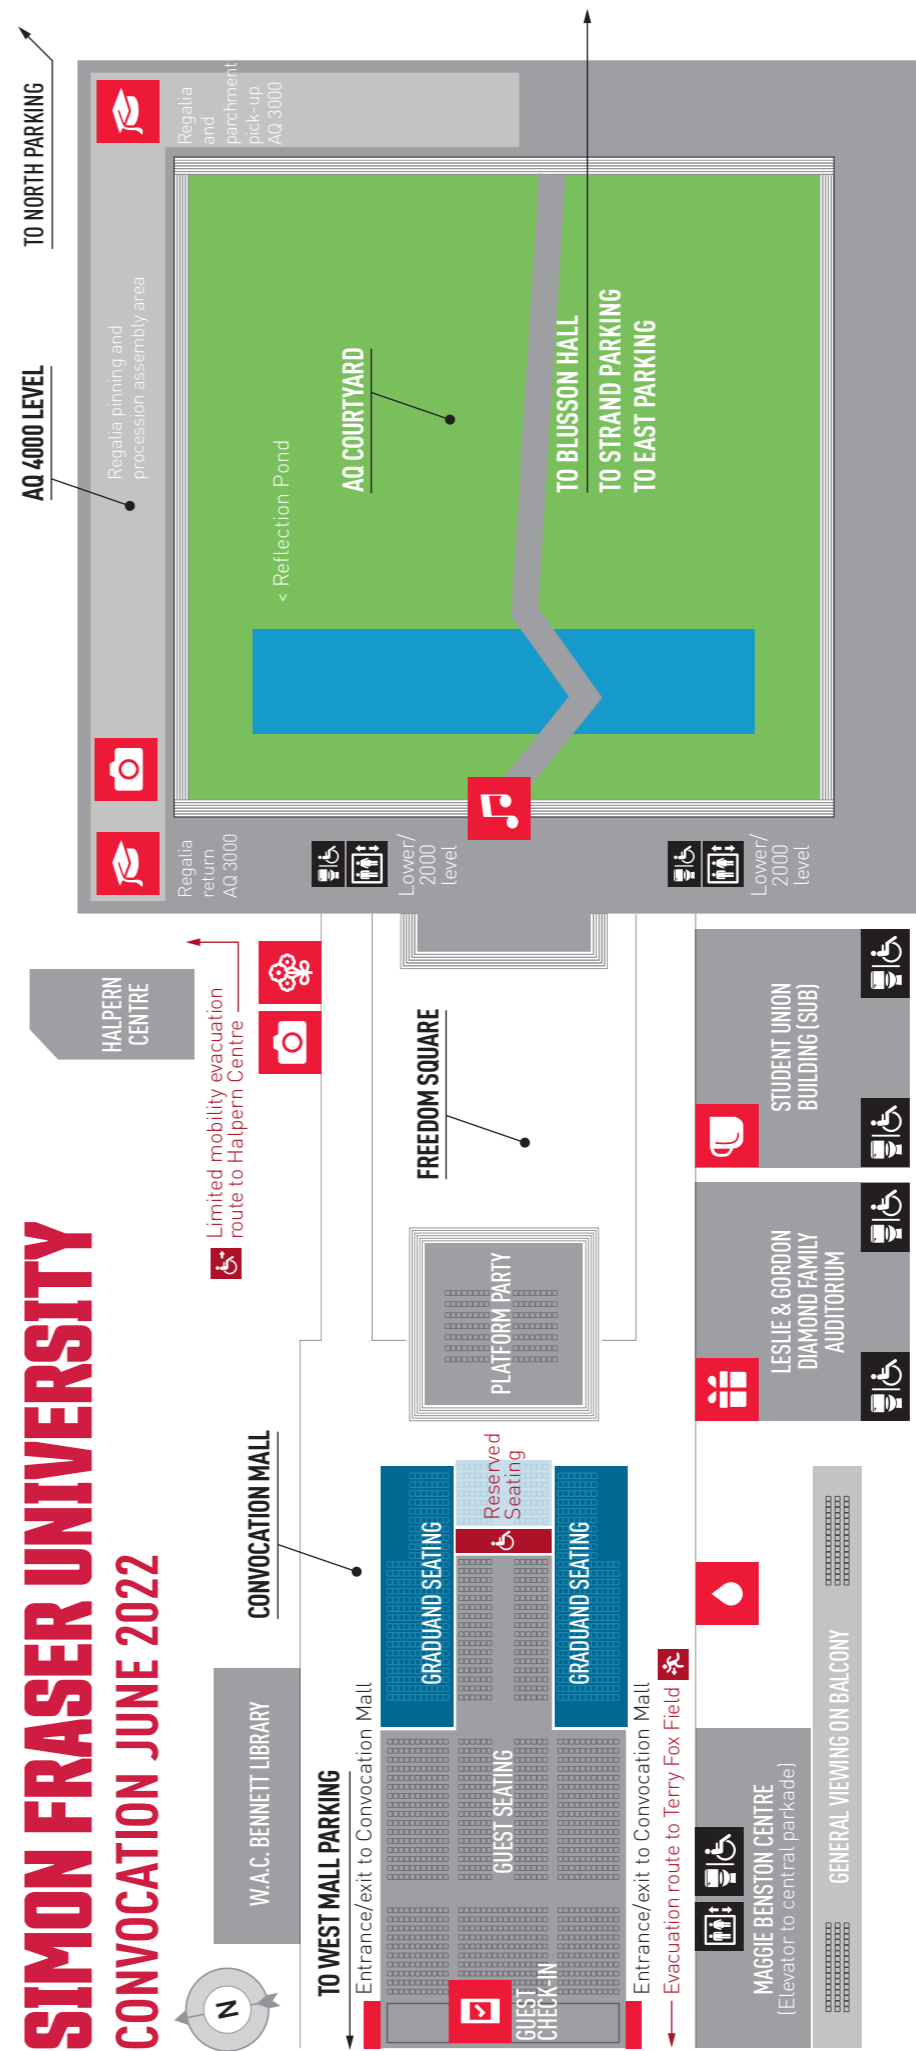 SIMON FRASER UNIVERSITY
CONVOCATION JUNE 2022
N
W.A.C. BENNETT LIBRARY
TO WEST MALL PARKING
Entrance/exit to Convocation Mall
CONVOCATION MALL
HALPERN
CENTRE
Limited mobility evacuation
route to Halpern Centre
TO NORTH PARKING
AQ 4000 LEVEL
Regalia pinning and
procession assembly area
Regalia
and
parchment
pick-up
AQ 3000
Regalia
return
AQ 3000
< Reflection Pond
AQ COURTYARD
TO BLUSSON HALL
TO STRAND PARKING
TO EAST PARKING
Lower/
2000
level
Lower/
2000
level
FREEDOM SQUARE
PLATFORM PARTY
Reserved
Seating
GRADUAND SEATING
GRADUAND SEATING
GUEST SEATING
GUEST
CHECK-IN
Entrance/exit to Convocation Mall
Evacuation route to Terry Fox Field
MAGGIE BENSTON CENTRE
(Elevator to central parkade)
GENERAL VIEWING ON BALCONY
LESLIE & GORDON
DIAMOND FAMILY
AUDITORIUM
STUDENT UNION
BUILDING (SUB)